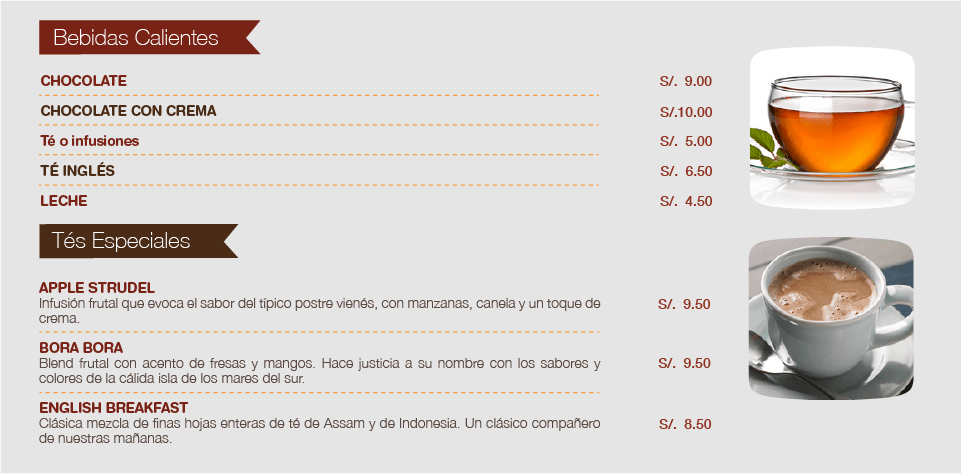 Bebidas Calientes
CHOCOLATE S/. 9.00
CHOCOLATE CON CREMA S/.10.00
Té o infusiones S/. 5.00
TÉ INGLÉS S/. 6.50
LECHE S/. 4.50
Tés Especiales
APPLE STRUDEL
Infusión frutal que evoca el sabor del típico postre vienés, con manzanas, canela y un toque de S/. 9.50
crema.
BORA BORA
Blend frutal con acento de fresas y mangos. Hace justicia a su nombre con los sabores y S/. 9.50
colores de la cálida isla de los mares del sur.
ENGLISH BREAKFAST
Clásica mezcla de finas hojas enteras de té de Assam y de Indonesia. Un clásico compañero S/. 8.50
de nuestras mañanas.